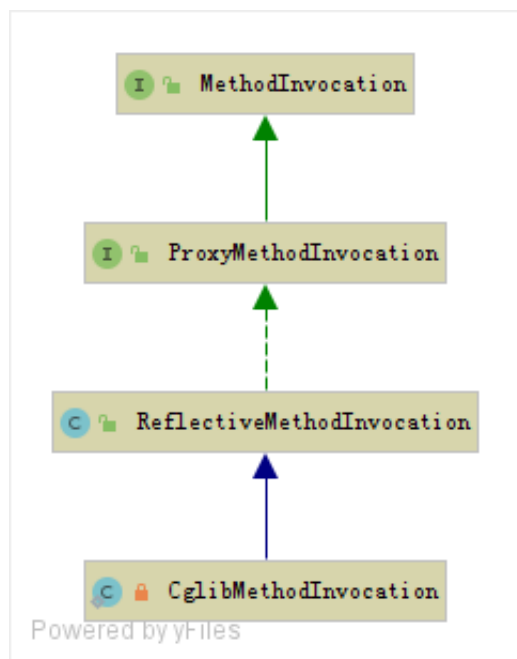 I MethodInvocation
I ProxyMethodInvocation
C ReflectiveMethodInvocation
C CglibMethodInvocation
Powered by yFiles